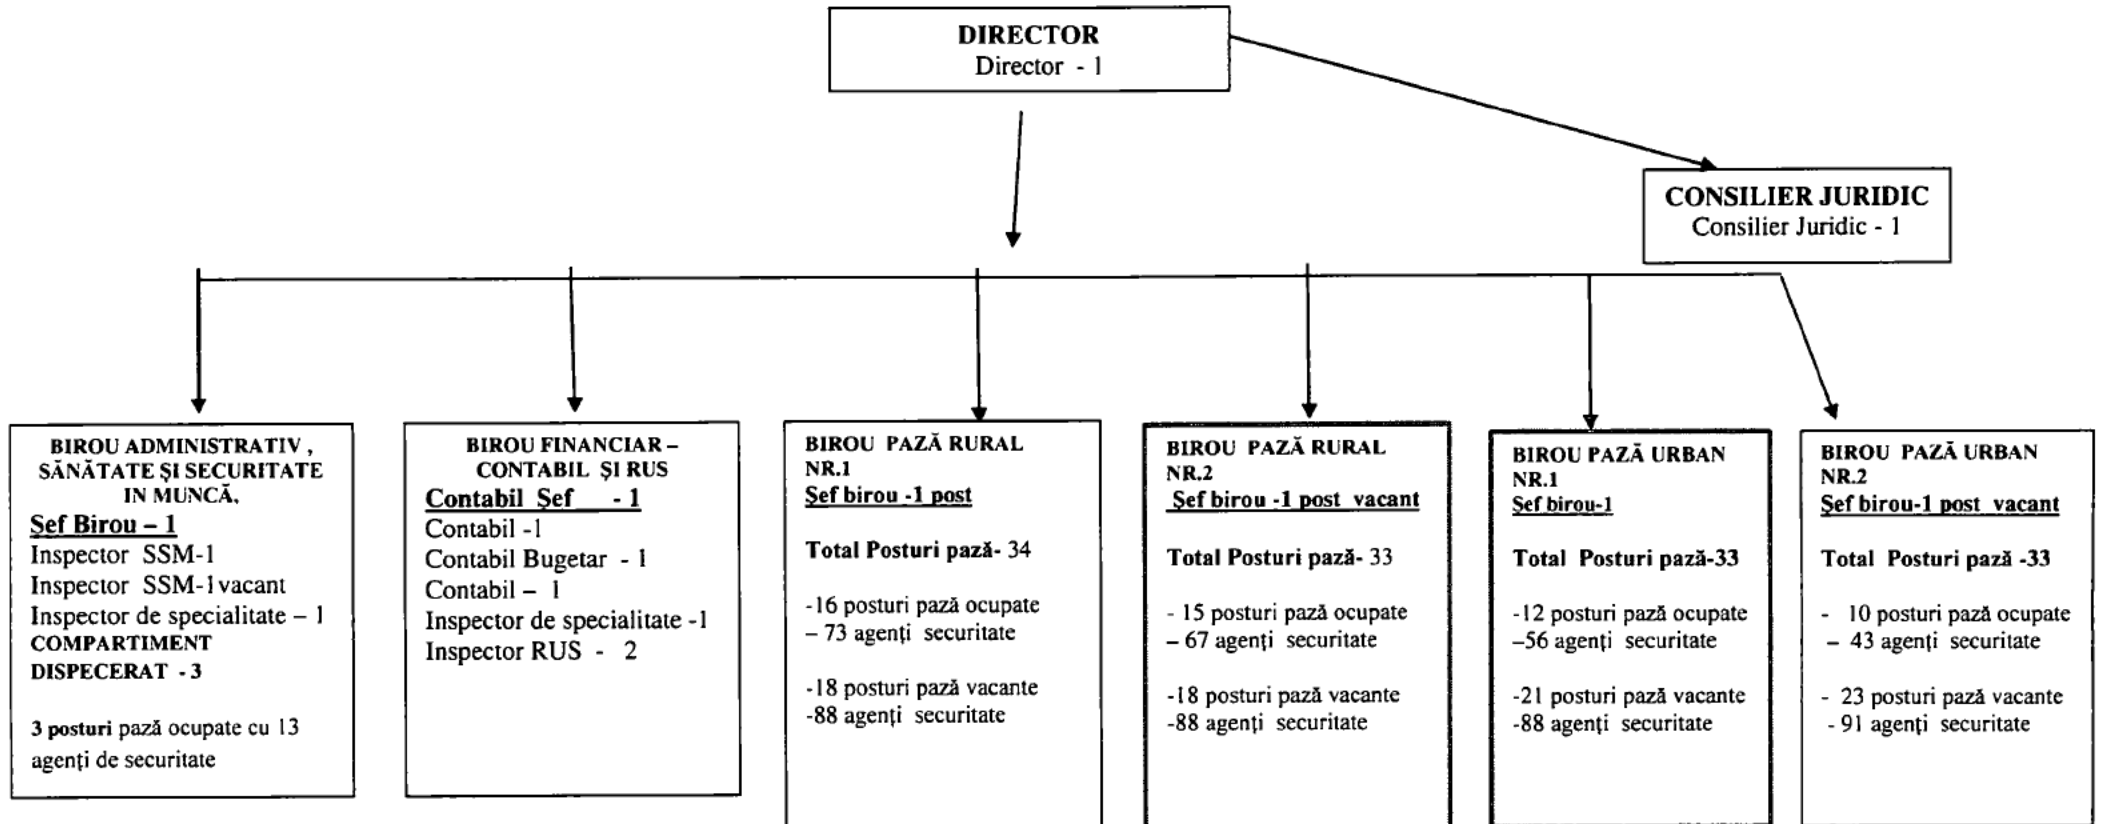 DIRECTOR
Director - 1
CONSILIER JURIDIC
Consilier Juridic - 1
BIROU ADMINISTRATIV ,
SĂNĂTATE ŞI SECURITATE
IN MUNCĂ.
Şef Birou – 1
Inspector SSM-1
Inspector SSM-1vacant
Inspector de specialitate – 1
COMPARTIMENT
DISPECERAT - 3
3 posturi pază ocupate cu 13
agenţi de securitate
BIROU FINANCIAR –
CONTABIL ŞI RUS
Contabil Şef - 1
Contabil -1
Contabil Bugetar - 1
Contabil – 1
Inspector de specialitate -1
Inspector RUS - 2
BIROU PAZĂ RURAL
NR.1
Şef birou -1 post
Total Posturi pază- 34
-16 posturi pază ocupate
– 73 agenţi securitate
-18 posturi pază vacante
-88 agenţi securitate
BIROU PAZĂ RURAL
NR.2
Şef birou -1 post vacant
Total Posturi pază- 33
- 15 posturi pază ocupate
– 67 agenţi securitate
-18 posturi pază vacante
-88 agenţi securitate
BIROU PAZĂ URBAN
NR.1
Şef birou-1
Total Posturi pază-33
-12 posturi pază ocupate
–56 agenţi securitate
-21 posturi pază vacante
-88 agenţi securitate
BIROU PAZĂ URBAN
NR.2
Şef birou-1 post vacant
Total Posturi pază -33
- 10 posturi pază ocupate
– 43 agenţi securitate
- 23 posturi pază vacante
- 91 agenţi securitate